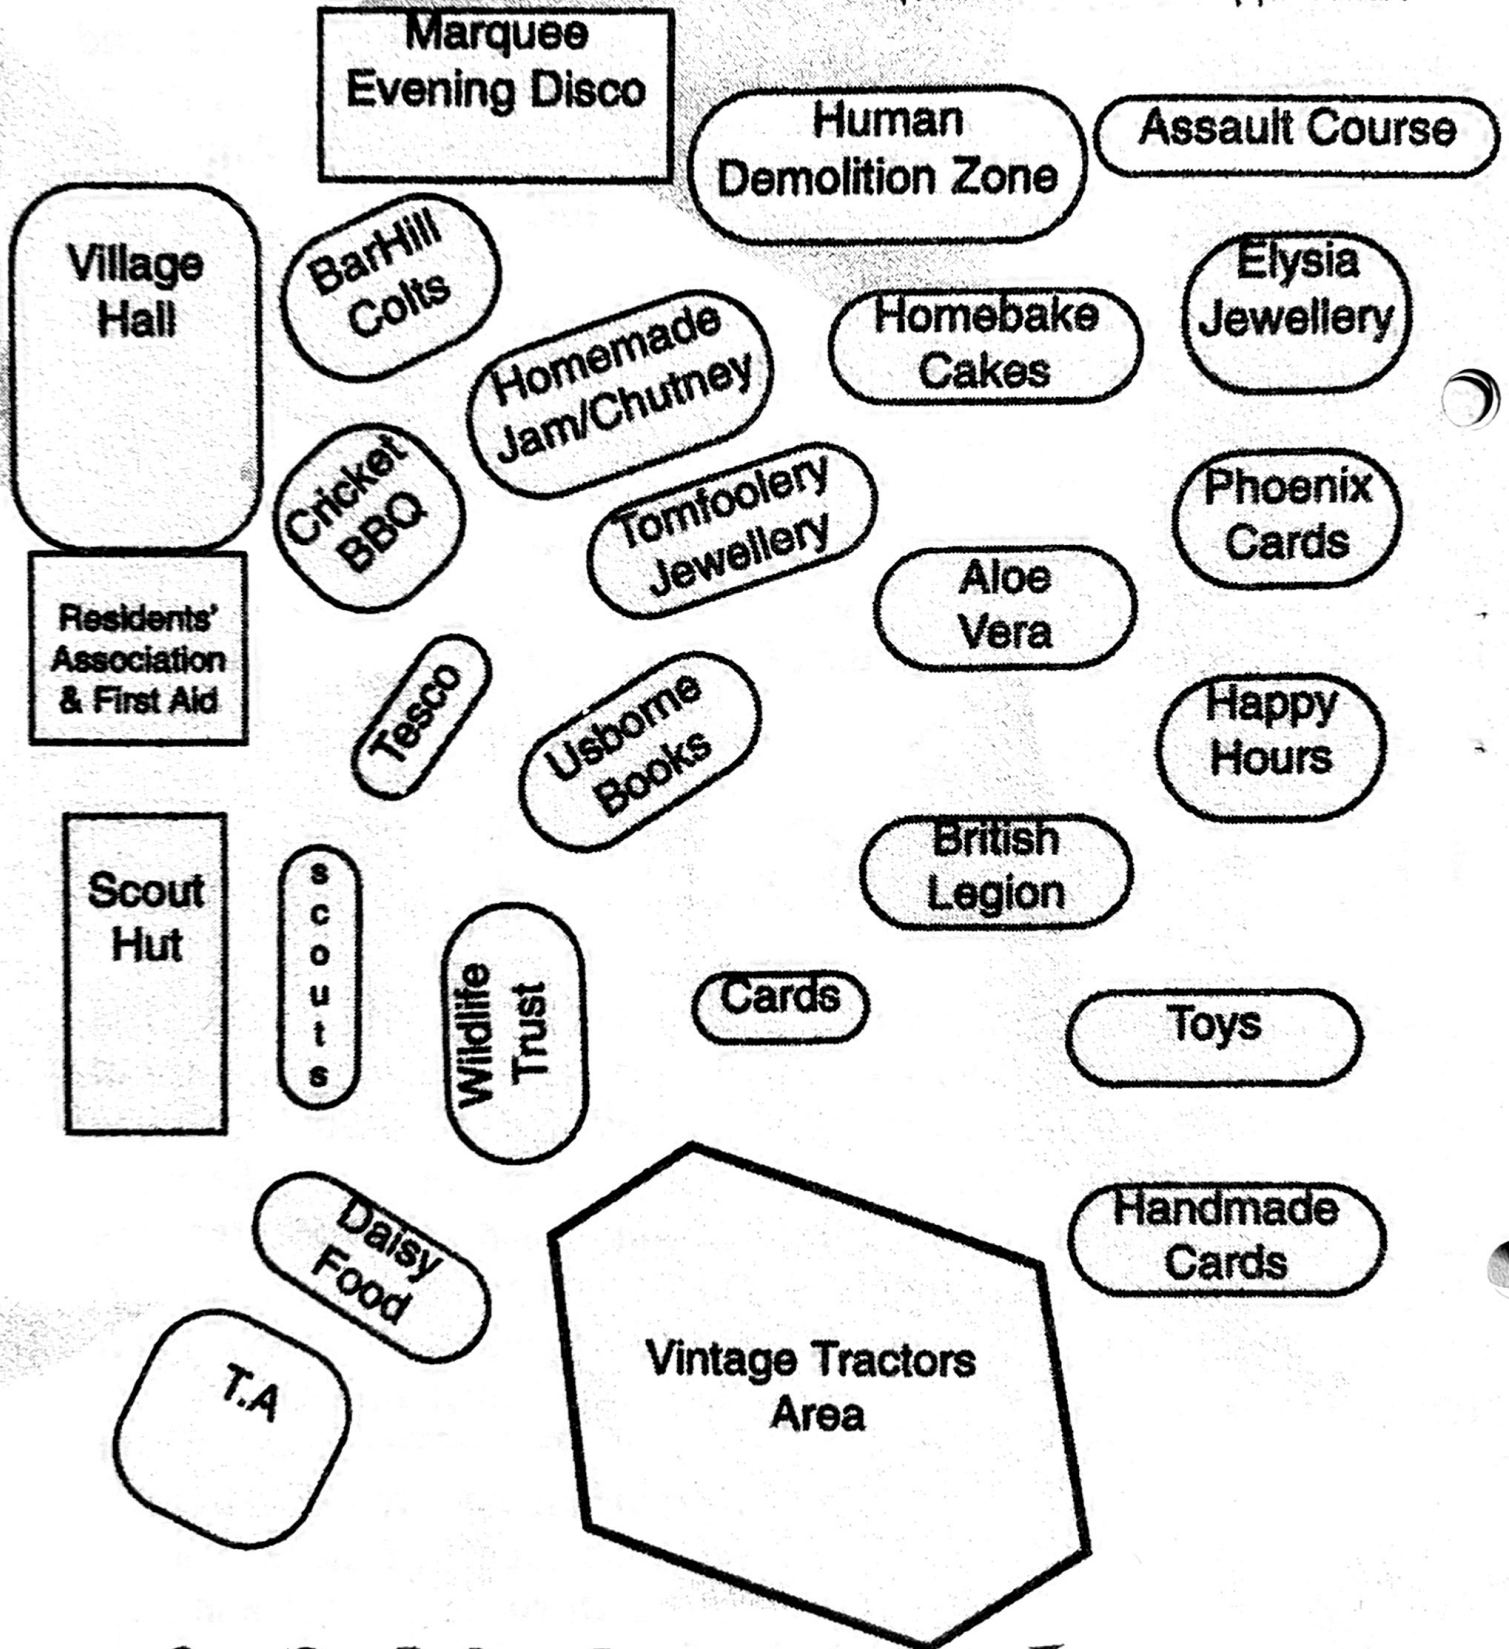 Marquee
Evening Disco
Human
Demolition Zone
Assault Course
Village
Hall
BarHill
Colts
Homemade
Jam/Chutney
Homebake
Cakes
Elysia
Jewellery
Cricket
BBQ
Tomfoolery
Jewellery
Phoenix
Cards
Aloe
Vera
Residents'
Association
& First Aid
Tesco
Usborne
Books
Happy
Hours
British
Legion
Scout
Hut
scouts
Wildlife
Trust
Cards
Toys
Daisy
Food
Handmade
Cards
T.A
Vintage Tractors
Area